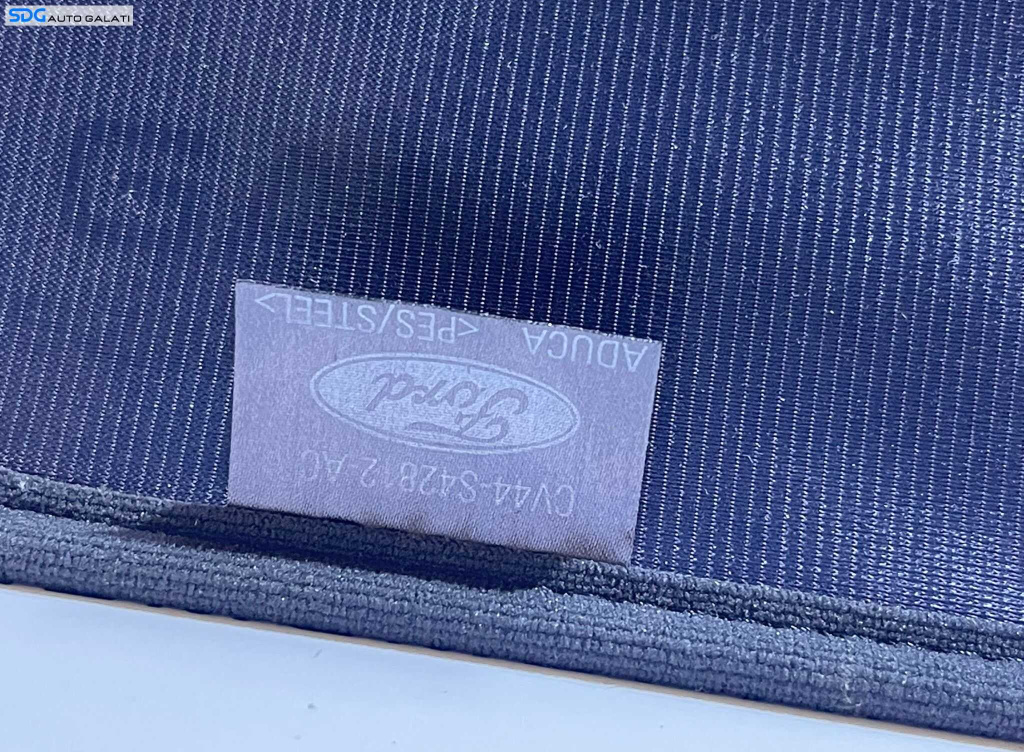 SDG AUTO GALATI
CV44-S42812-AC
Ford
ADUCA <PES/STEEL>